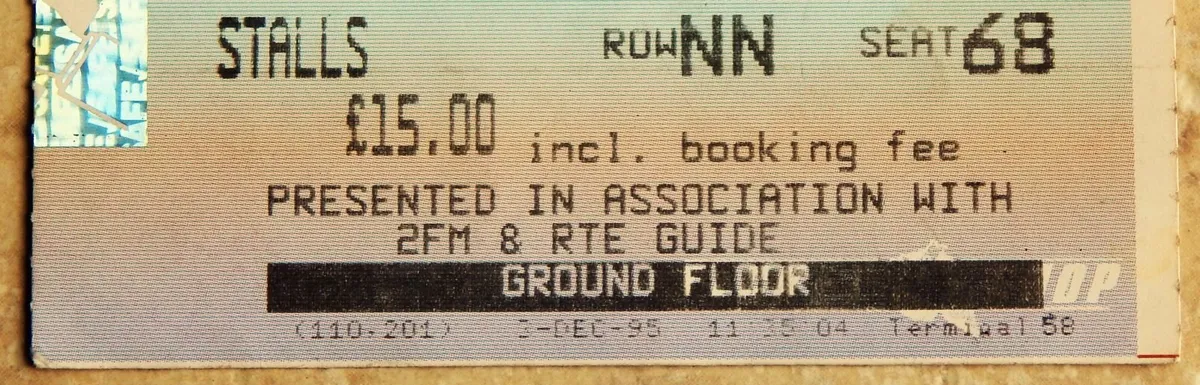 STALLS ROW NN SEAT 68
£15.00 incl. booking fee
PRESENTED IN ASSOCIATION WITH
2FM & RTE GUIDE
GROUND FLOOR
(110.201) 3-DEC-95 11:35:04 Terminal 58